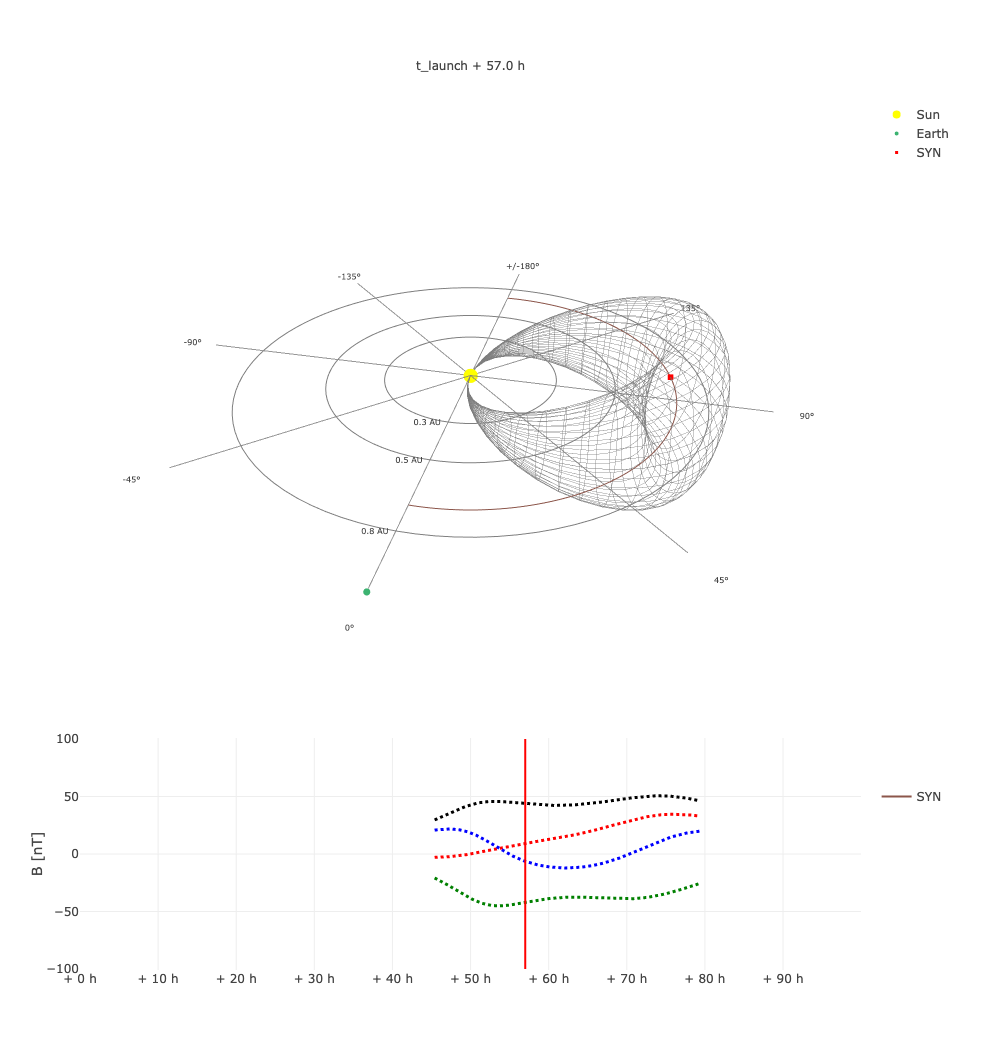 t_launch + 57.0 h
Sun
Earth
SYN
+/-180°
-135°
135°
-90°
90°
0.3 AU
0.5 AU
-45°
0.8 AU
45°
0°
100
50
0
−50
−100
B [nT]
SYN
+ 0 h
+ 10 h
+ 20 h
+ 30 h
+ 40 h
+ 50 h
+ 60 h
+ 70 h
+ 80 h
+ 90 h